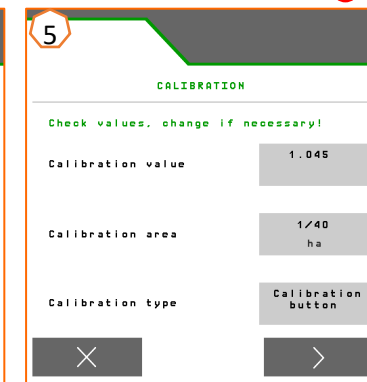 5
CALIBRATION
Check values, change if necessary!
Calibration value
1.045
Calibration area
1/40
ha
Calibration type
Calibration
button